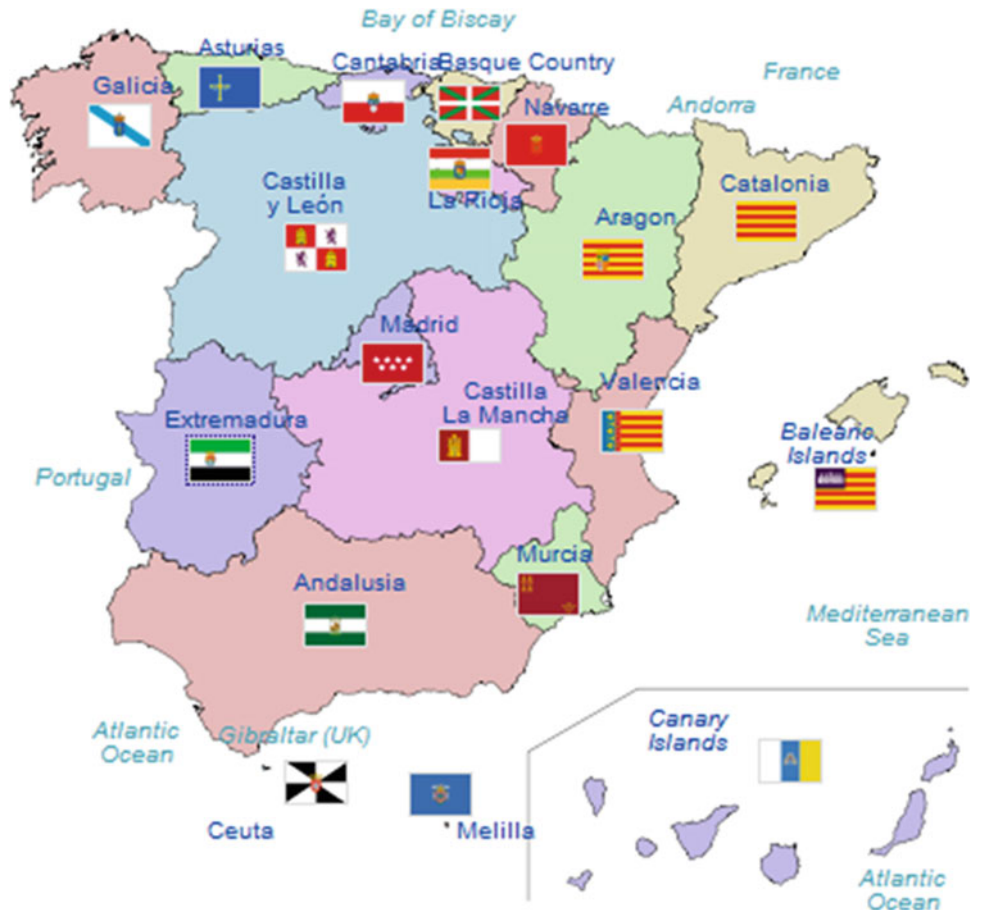 Bay of Biscay
Asturias
Cantabria
Basque Country
France
Galicia
Navarre
Andorra
Castilla
y León
La Rioja
Catalonia
Aragon
Madrid
Castilla
La Mancha
Valencia
Extremadura
Balearic
Islands
Portugal
Murcia
Andalusia
Mediterranean
Sea
Atlantic
Ocean
Gibraltar (UK)
Canary
Islands
Ceuta
Melilla
Atlantic
Ocean